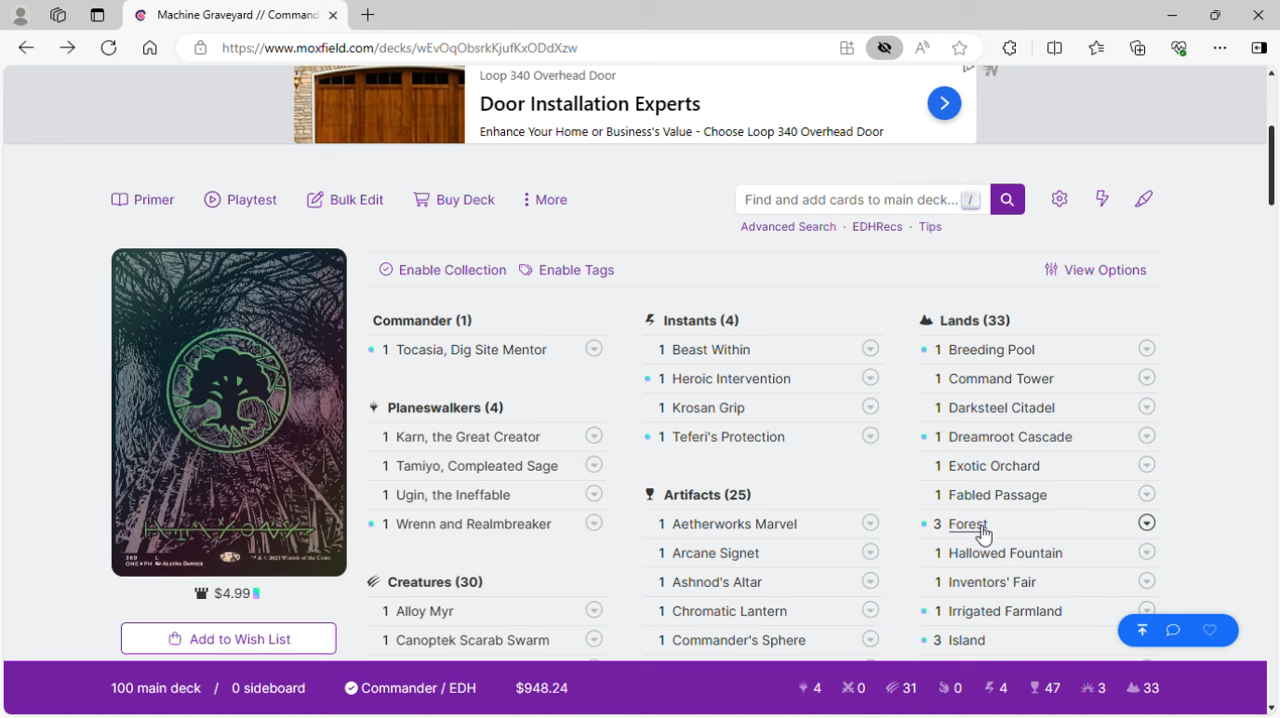 Machine Graveyard // Command
https://www.moxfield.com/decks/wEvOqObsrkKjufKxODdXzw
Loop 340 Overhead Door
Door Installation Experts
Enhance Your Home or Business's Value - Choose Loop 340 Overhead Door
Primer
Playtest
Bulk Edit
Buy Deck
More
Find and add cards to main deck... /
Advanced Search · EDHRecs · Tips
Enable Collection
Enable Tags
View Options
Commander (1)
1 Tocasia, Dig Site Mentor
Planeswalkers (4)
1 Karn, the Great Creator
1 Tamiyo, Compleated Sage
1 Ugin, the Ineffable
1 Wrenn and Realmbreaker
Creatures (30)
1 Alloy Myr
1 Canoptek Scarab Swarm
Instants (4)
1 Beast Within
1 Heroic Intervention
1 Krosan Grip
1 Teferi's Protection
Artifacts (25)
1 Aetherworks Marvel
1 Arcane Signet
1 Ashnod's Altar
1 Chromatic Lantern
1 Commander's Sphere
Lands (33)
1 Breeding Pool
1 Command Tower
1 Darksteel Citadel
1 Dreamroot Cascade
1 Exotic Orchard
1 Fabled Passage
3 Forest
1 Hallowed Fountain
1 Inventors' Fair
1 Irrigated Farmland
3 Island
$4.99
Add to Wish List
100 main deck / 0 sideboard
Commander / EDH
$948.24
4
0
31
0
4
47
3
33